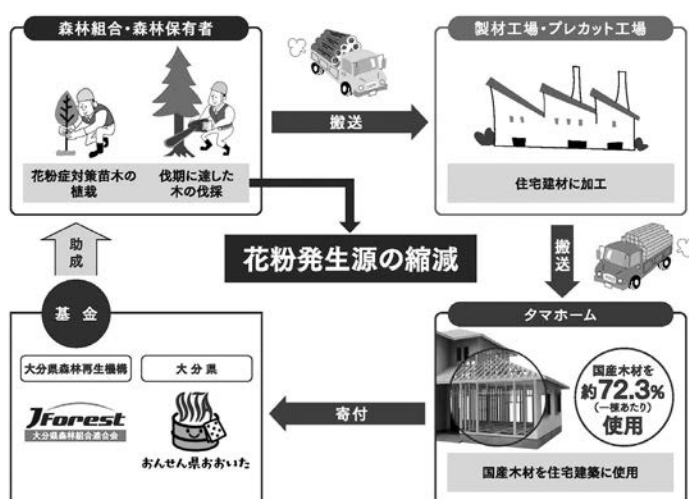 森林組合・森林保有者
花粉症対策苗木の
植栽
伐期に達した
木の伐採
搬送
製材工場・プレカット工場
住宅建材に加工
搬送
花粉発生源の縮減
タマホーム
国産木材を
約72.3%
(一棟あたり)
使用
国産木材を住宅建築に使用
寄付
助成
基金
大分県森林再生機構
大分県
JForest
大分県森林組合連合会
おんせん県おおいた